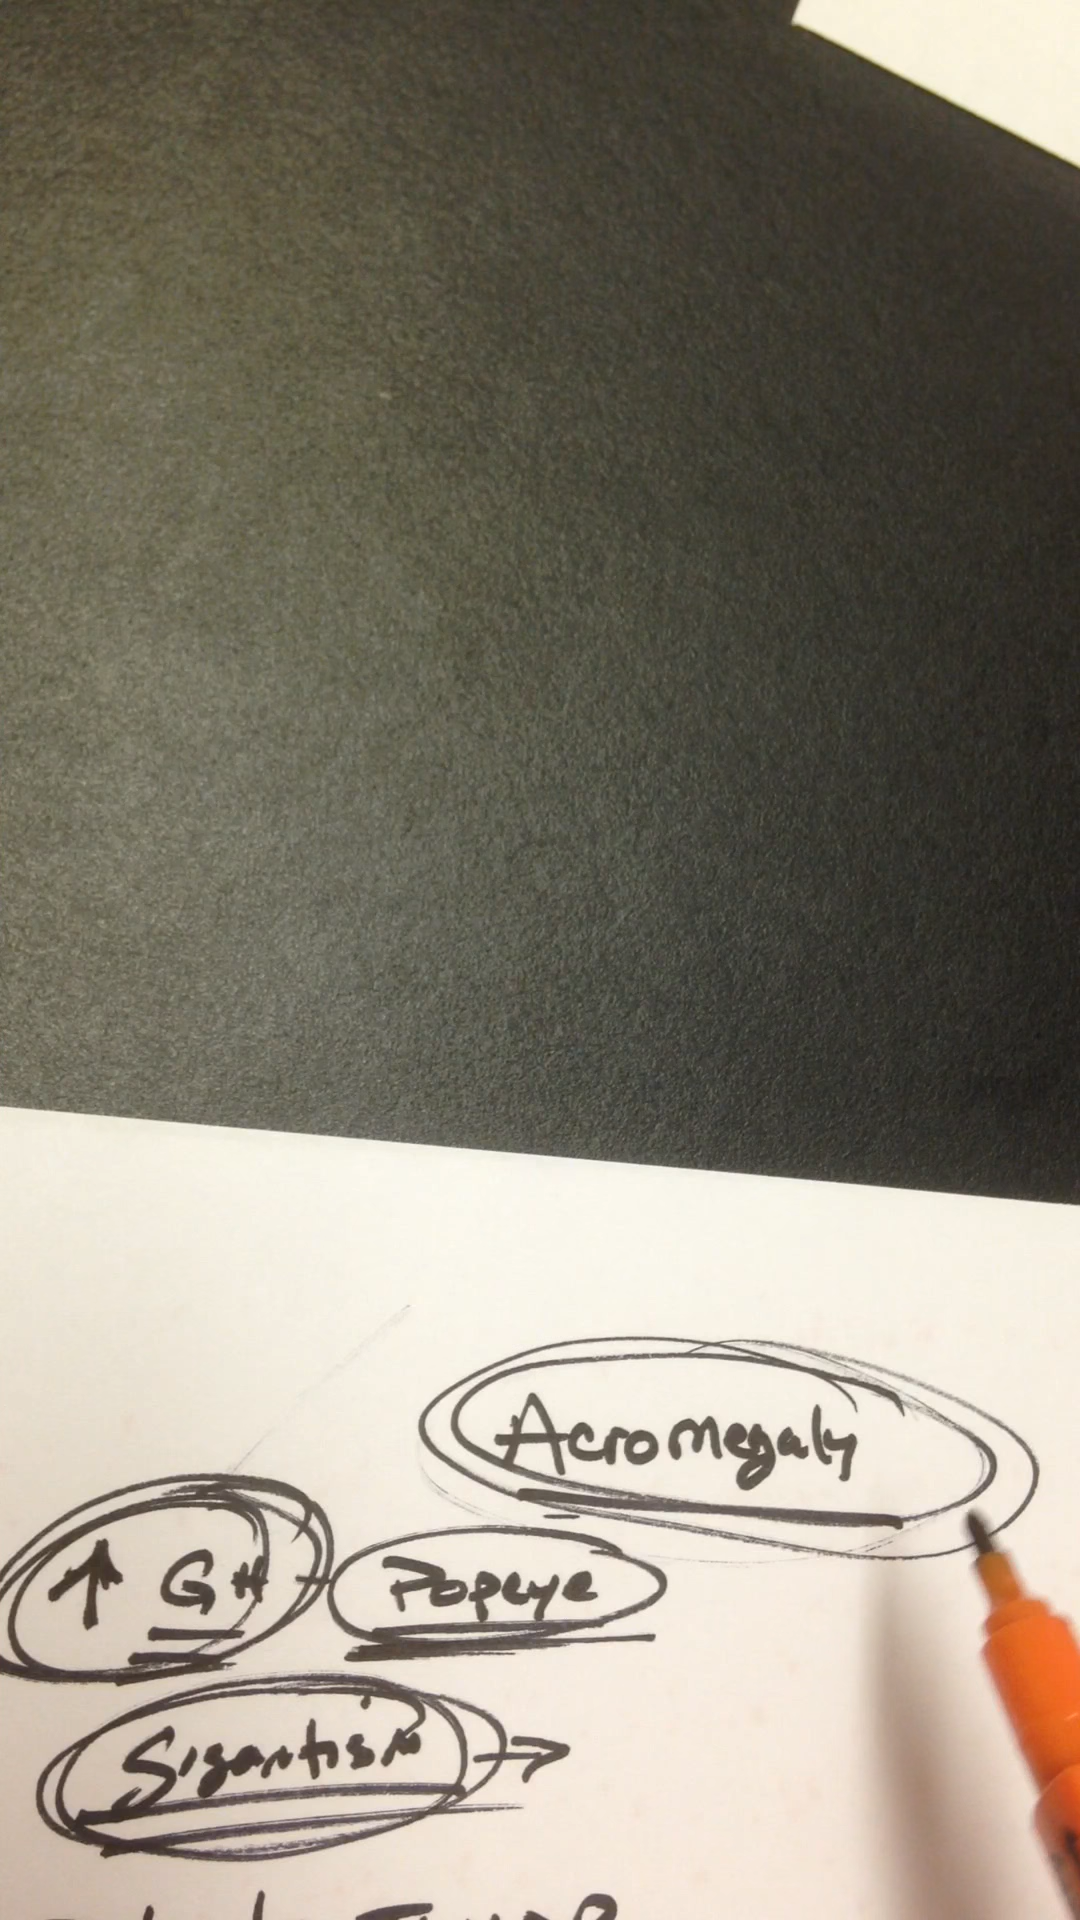 Acromegaly
↑ GH Popeye
Gigantism →